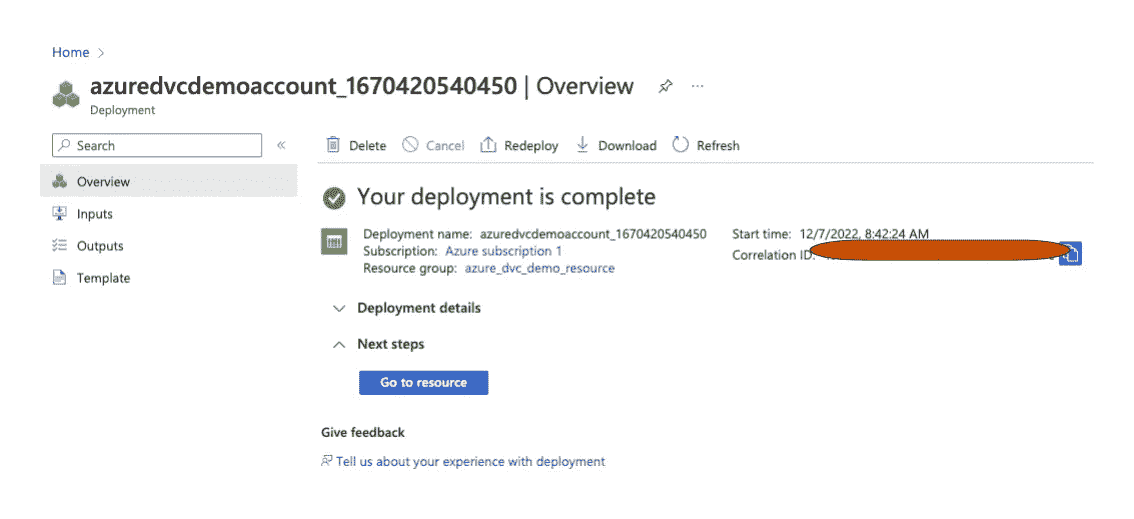 Home >
azuredvcdemoaccount_1670420540450 | Overview ...
Deployment
Search «
Delete Cancel Redeploy Download Refresh
Overview
Inputs
Outputs
Template
Your deployment is complete
Deployment name: azuredvcdemoaccount_1670420540450
Subscription: Azure subscription 1
Resource group: azure_dvc_demo_resource
Start time: 12/7/2022, 8:42:24 AM
Correlation ID:
Deployment details
Next steps
Go to resource
Give feedback
Tell us about your experience with deployment